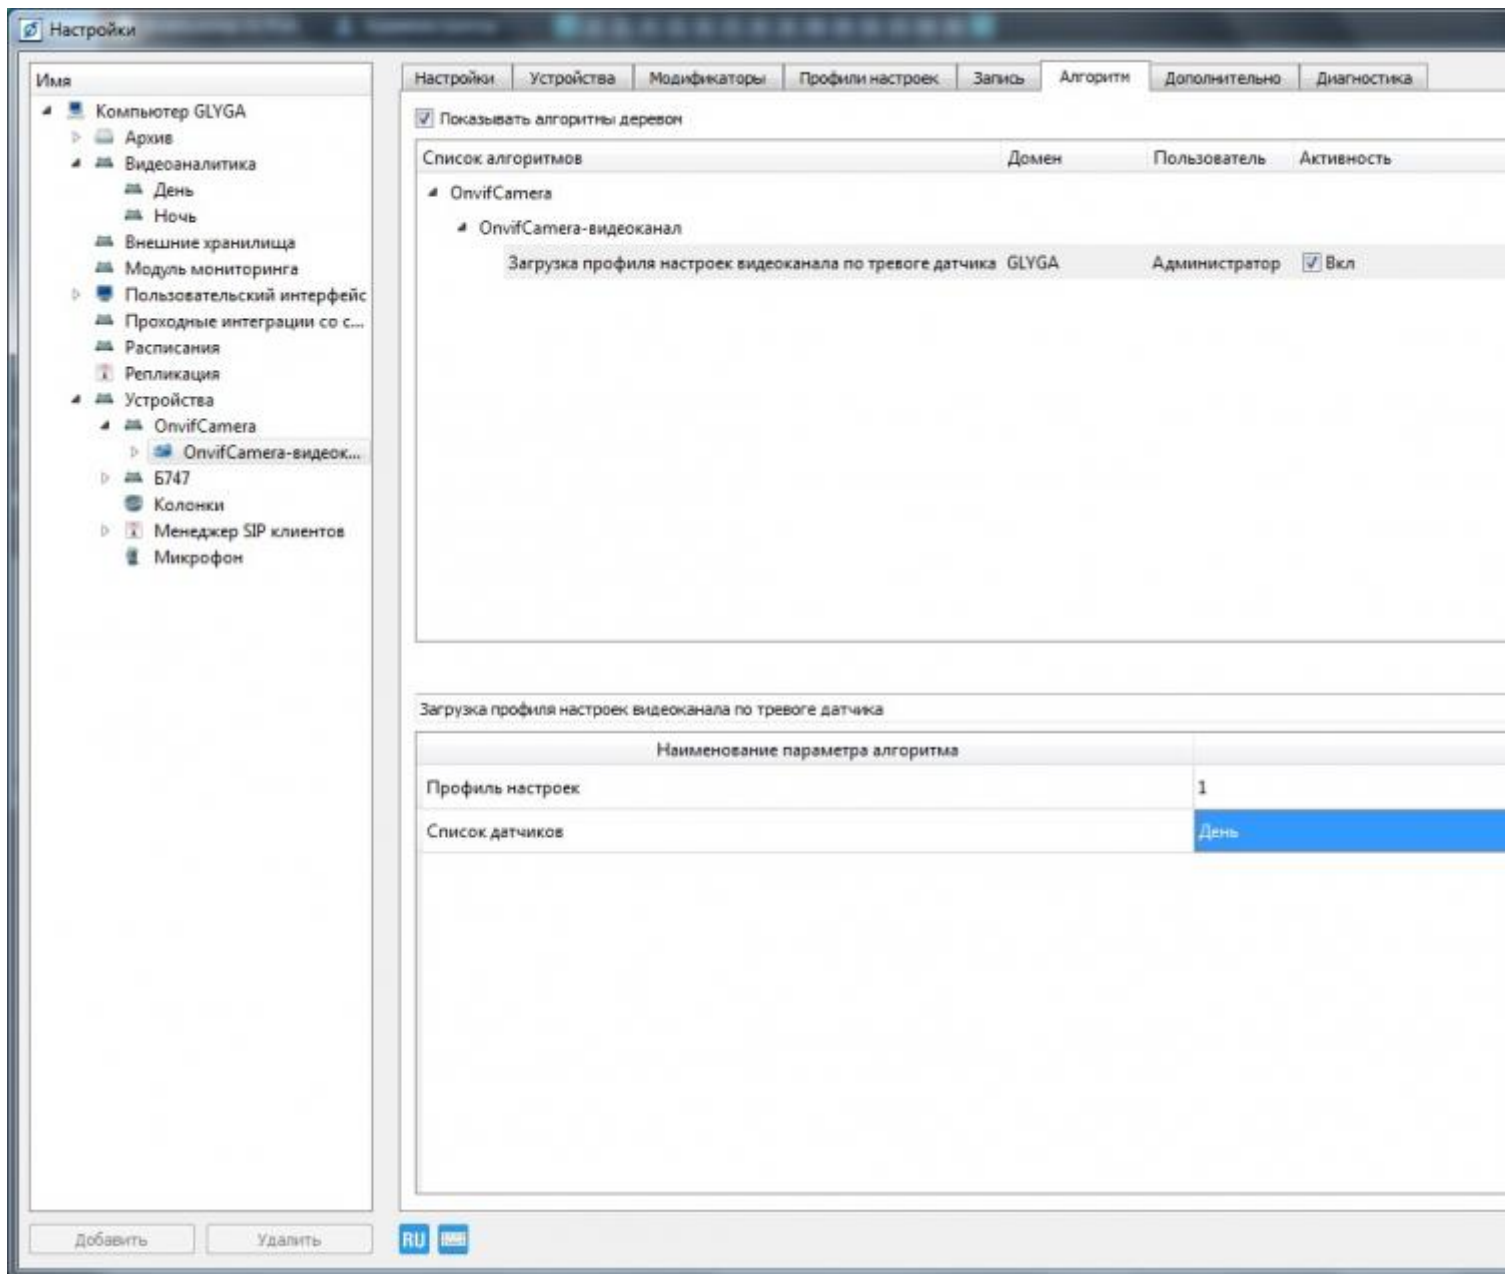 Настройки
Имя
Компьютер GLYGA
Архив
Видеоаналитика
День
Ночь
Внешние хранилища
Модуль мониторинга
Пользовательский интерфейс
Проходные интеграции со с...
Расписания
Репликация
Устройства
OnvifCamera
OnvifCamera-видеок...
Б747
Колонки
Менеджер SIP клиентов
Микрофон
Добавить Удалить
Настройки Устройства Модификаторы Профили настроек Запись Алгоритм Дополнительно Диагностика
Показывать алгоритмы деревом
Список алгоритмов Домен Пользователь Активность
OnvifCamera
OnvifCamera-видеоканал
Загрузка профиля настроек видеоканала по тревоге датчика GLYGA Администратор Вкл
Загрузка профиля настроек видеоканала по тревоге датчика
Наименование параметра алгоритма
Профиль настроек 1
Список датчиков День
RU